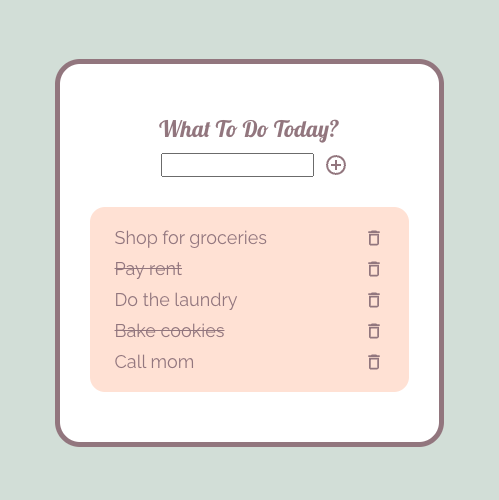 What To Do Today?
Shop for groceries
Pay rent
Do the laundry
Bake cookies
Call mom